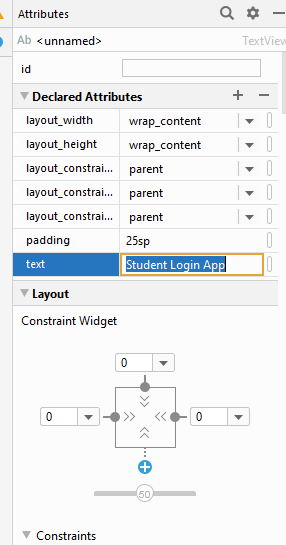 Attributes
Ab <unnamed> TextView
id
Declared Attributes
layout_width wrap_content
layout_height wrap_content
layout_constrai... parent
layout_constrai... parent
layout_constrai... parent
padding 25sp
text Student Login App
Layout
Constraint Widget
0
0 0
50
Constraints